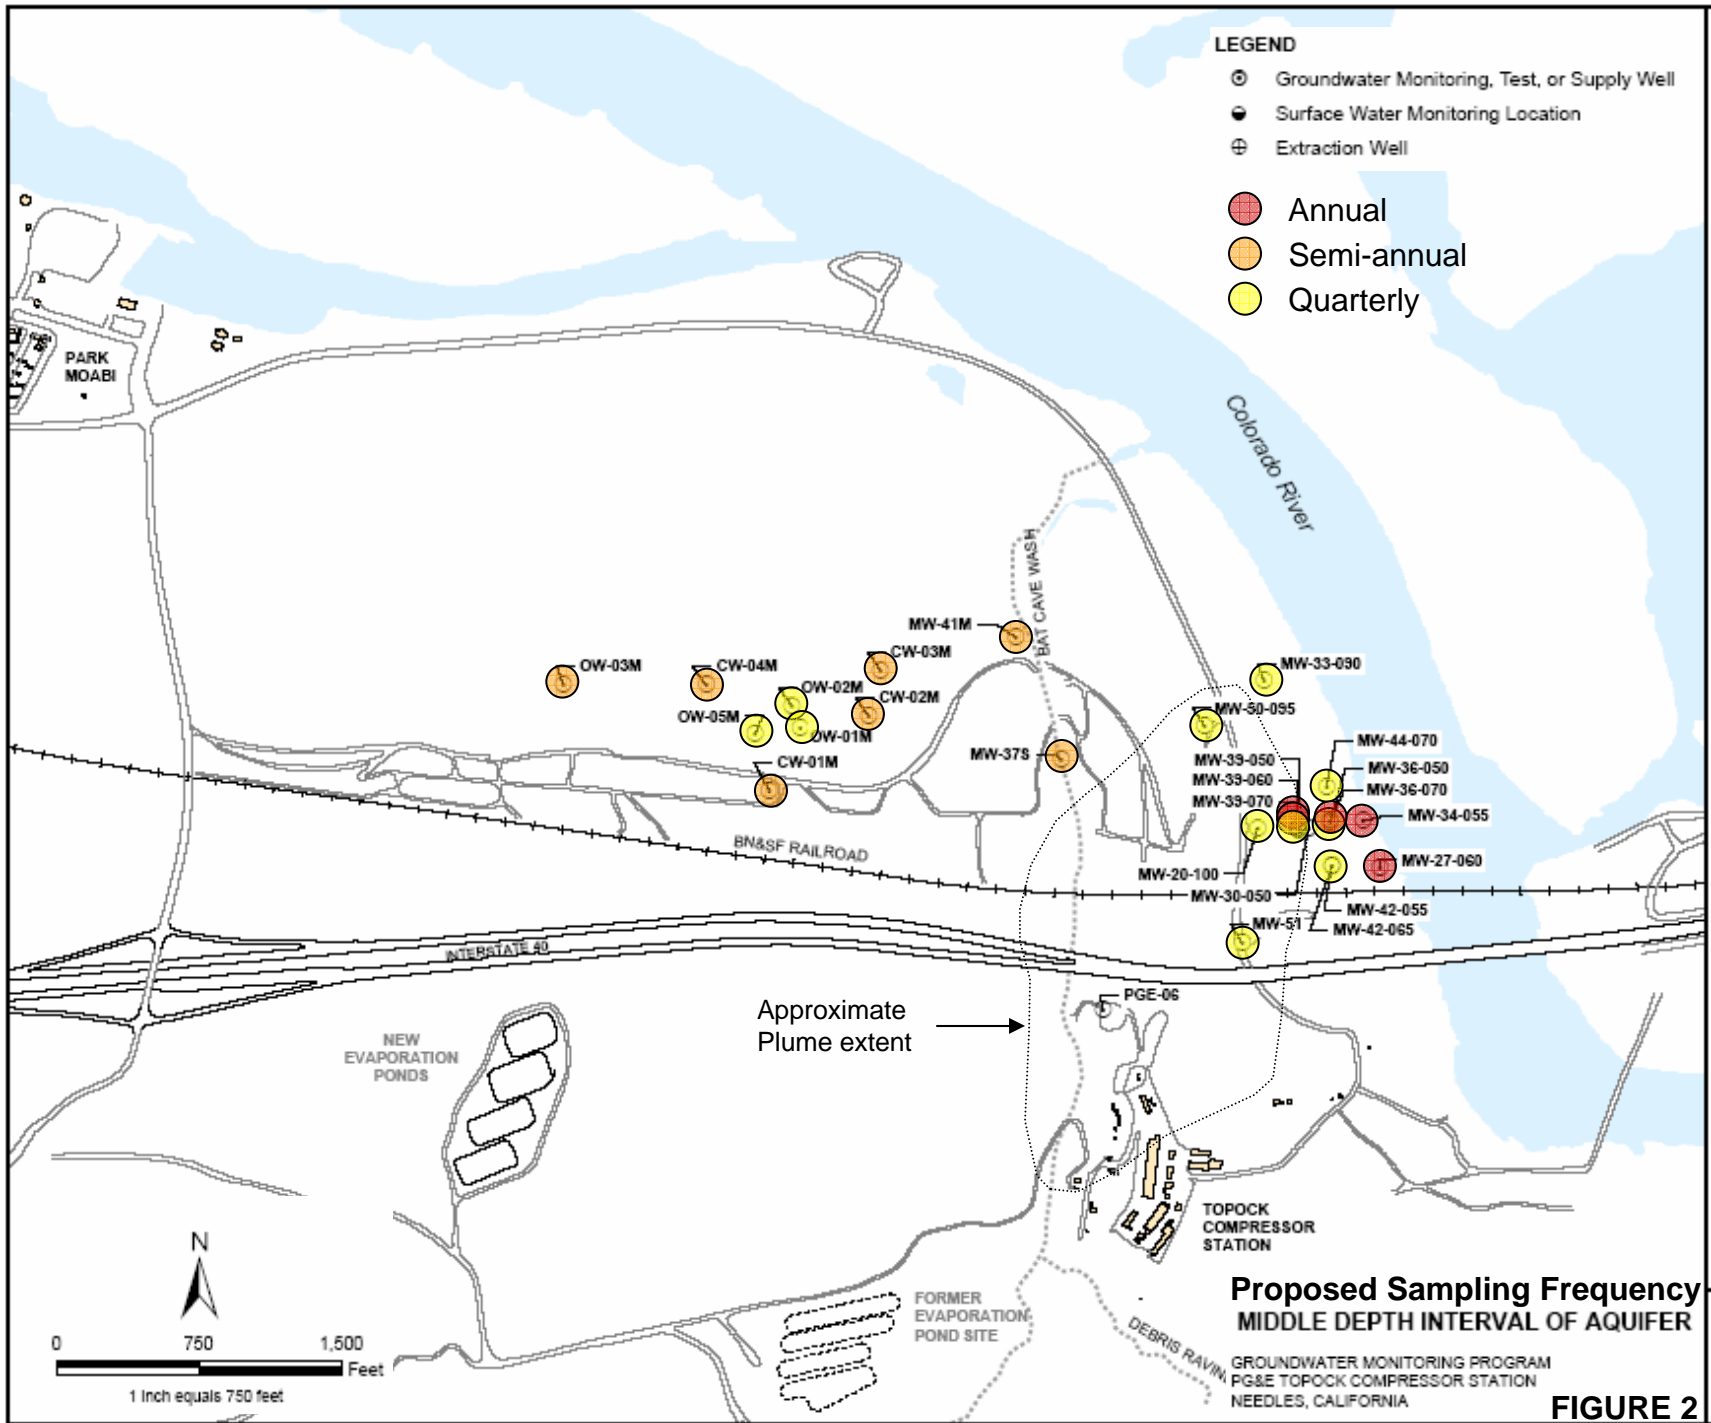 LEGEND
Groundwater Monitoring, Test, or Supply Well
Surface Water Monitoring Location
Extraction Well
Annual
Semi-annual
Quarterly
PARK
MOABI
Colorado River
BAT CAVE WASH
MW-41M
CW-03M
OW-03M
CW-04M
OW-02M
CW-02M
OW-05M
OW-01M
CW-01M
MW-37S
MW-33-090
MW-50-095
MW-44-070
MW-39-050
MW-36-050
MW-39-060
MW-36-070
MW-39-070
MW-34-055
MW-27-060
MW-20-100
MW-30-050
MW-42-055
MW-51
MW-42-065
BN&SF RAILROAD
INTERSTATE 40
PGE-06
Approximate
Plume extent
NEW
EVAPORATION
PONDS
TOPOCK
COMPRESSOR
STATION
FORMER
EVAPORATION
POND SITE
DEBRIS RAVIN
N
0 750 1,500
Feet
1 inch equals 750 feet
Proposed Sampling Frequency-
MIDDLE DEPTH INTERVAL OF AQUIFER
GROUNDWATER MONITORING PROGRAM
PG&E TOPOCK COMPRESSOR STATION
NEEDLES, CALIFORNIA
FIGURE 2